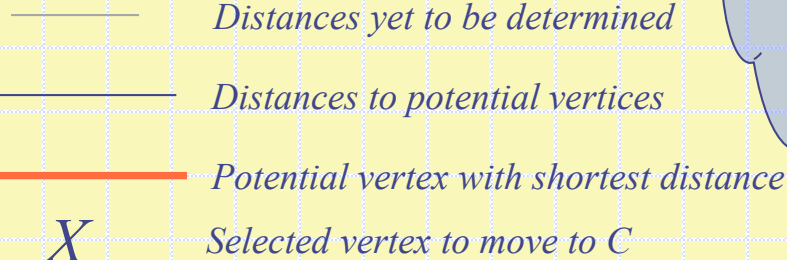 Distances yet to be determined
Distances to potential vertices
Potential vertex with shortest distance
X Selected vertex to move to C